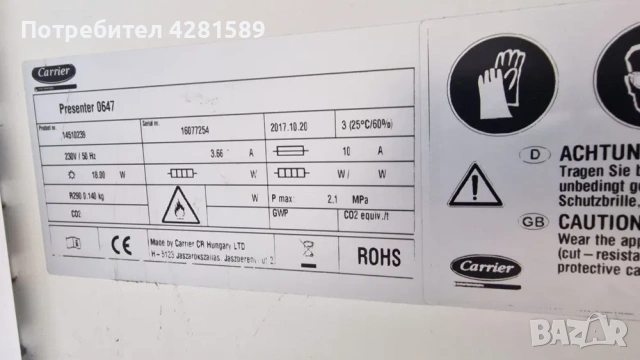 Потребител 4281589
Carrier
Presenter 0647
Product no. Serial no. 2017.10.20 3 (25°C/60%)
14510239 16077254
230V / 50 Hz 3.66 A 10 A
18.00 W W W / W
R290 0.140 kg W P max: 2.1 MPa
CO2 GWP CO2 equiv./t
CE Made by Carrier CR Hungary LTD ROHS
H - 5123 Jászárokszállás, Jászberényi út 2.
D ACHTUN
Tragen Sie b
unbedingt g
Schutzbrille,
GB CAUTION
Wear the app
(cut – resista
protective ca
Carrier
bazar